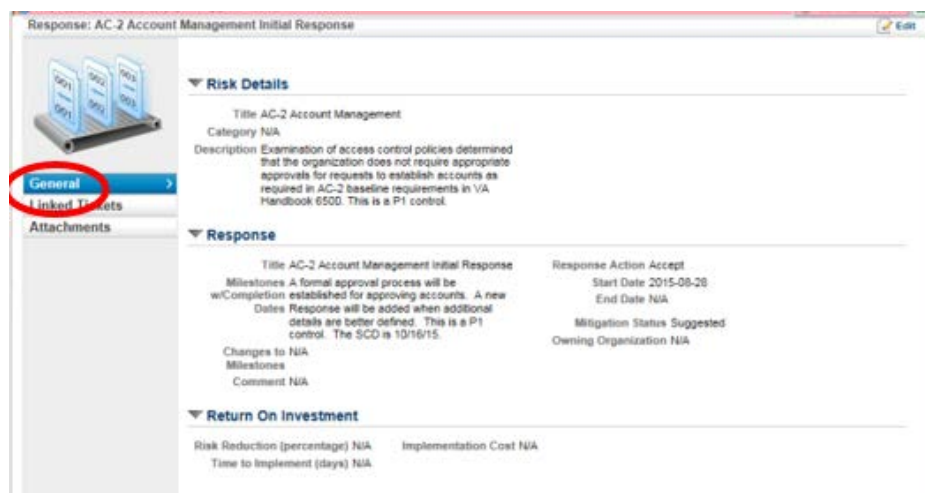 Response: AC-2 Account Management Initial Response
Edit
001 002 003
001 002 003
General
Linked Tickets
Attachments
Risk Details
Title AC-2 Account Management
Category N/A
Description Examination of access control policies determined
that the organization does not require appropriate
approvals for requests to establish accounts as
required in AC-2 baseline requirements in VA
Handbook 6500. This is a P1 control.
Response
Title AC-2 Account Management Initial Response
Milestones A formal approval process will be
w/Completion established for approving accounts. A new
Dates Response will be added when additional
details are better defined. This is a P1
control. The SCD is 10/16/15.
Changes to N/A
Milestones
Comment N/A
Response Action Accept
Start Date 2015-08-28
End Date N/A
Mitigation Status Suggested
Owning Organization N/A
Return On Investment
Risk Reduction (percentage) N/A
Time to Implement (days) N/A
Implementation Cost N/A